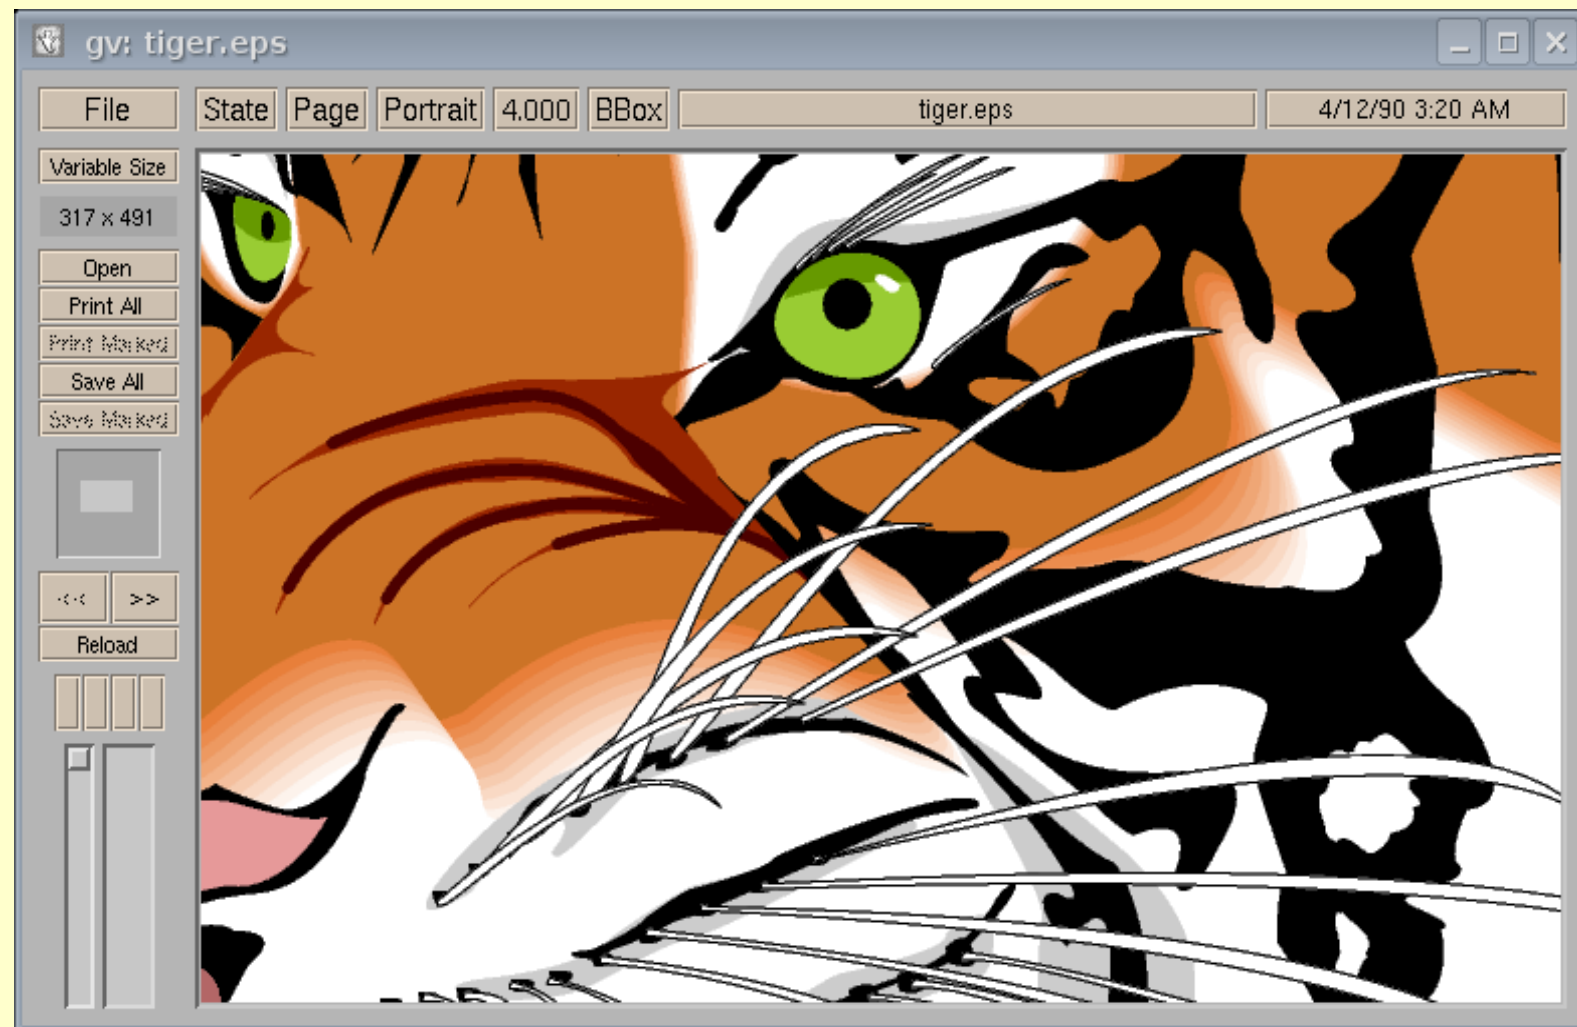 gv: tiger.eps
File State Page Portrait 4.000 BBox tiger.eps 4/12/90 3:20 AM
Variable Size
317 x 491
Open
Print All
Print Marked
Save All
Save Marked
<< >>
Reload